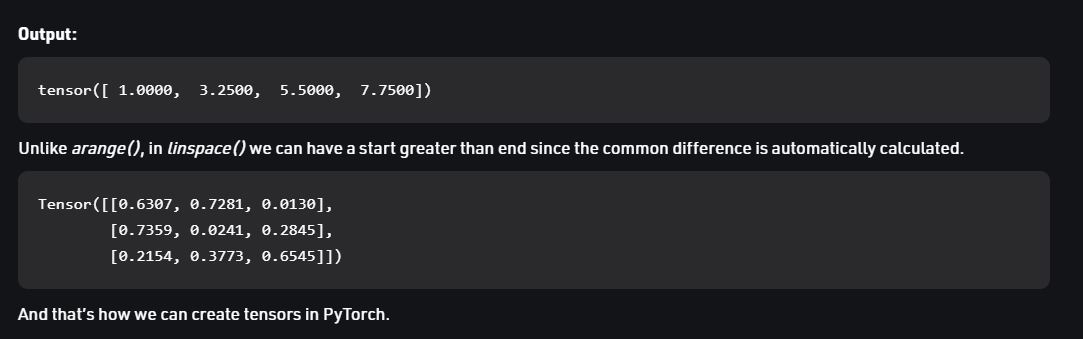 Output:
tensor([ 1.0000,  3.2500,  5.5000,  7.7500])
Unlike arange(), in linspace() we can have a start greater than end since the common difference is automatically calculated.
Tensor([[0.6307, 0.7281, 0.0130],
        [0.7359, 0.0241, 0.2845],
        [0.2154, 0.3773, 0.6545]])
And that's how we can create tensors in PyTorch.